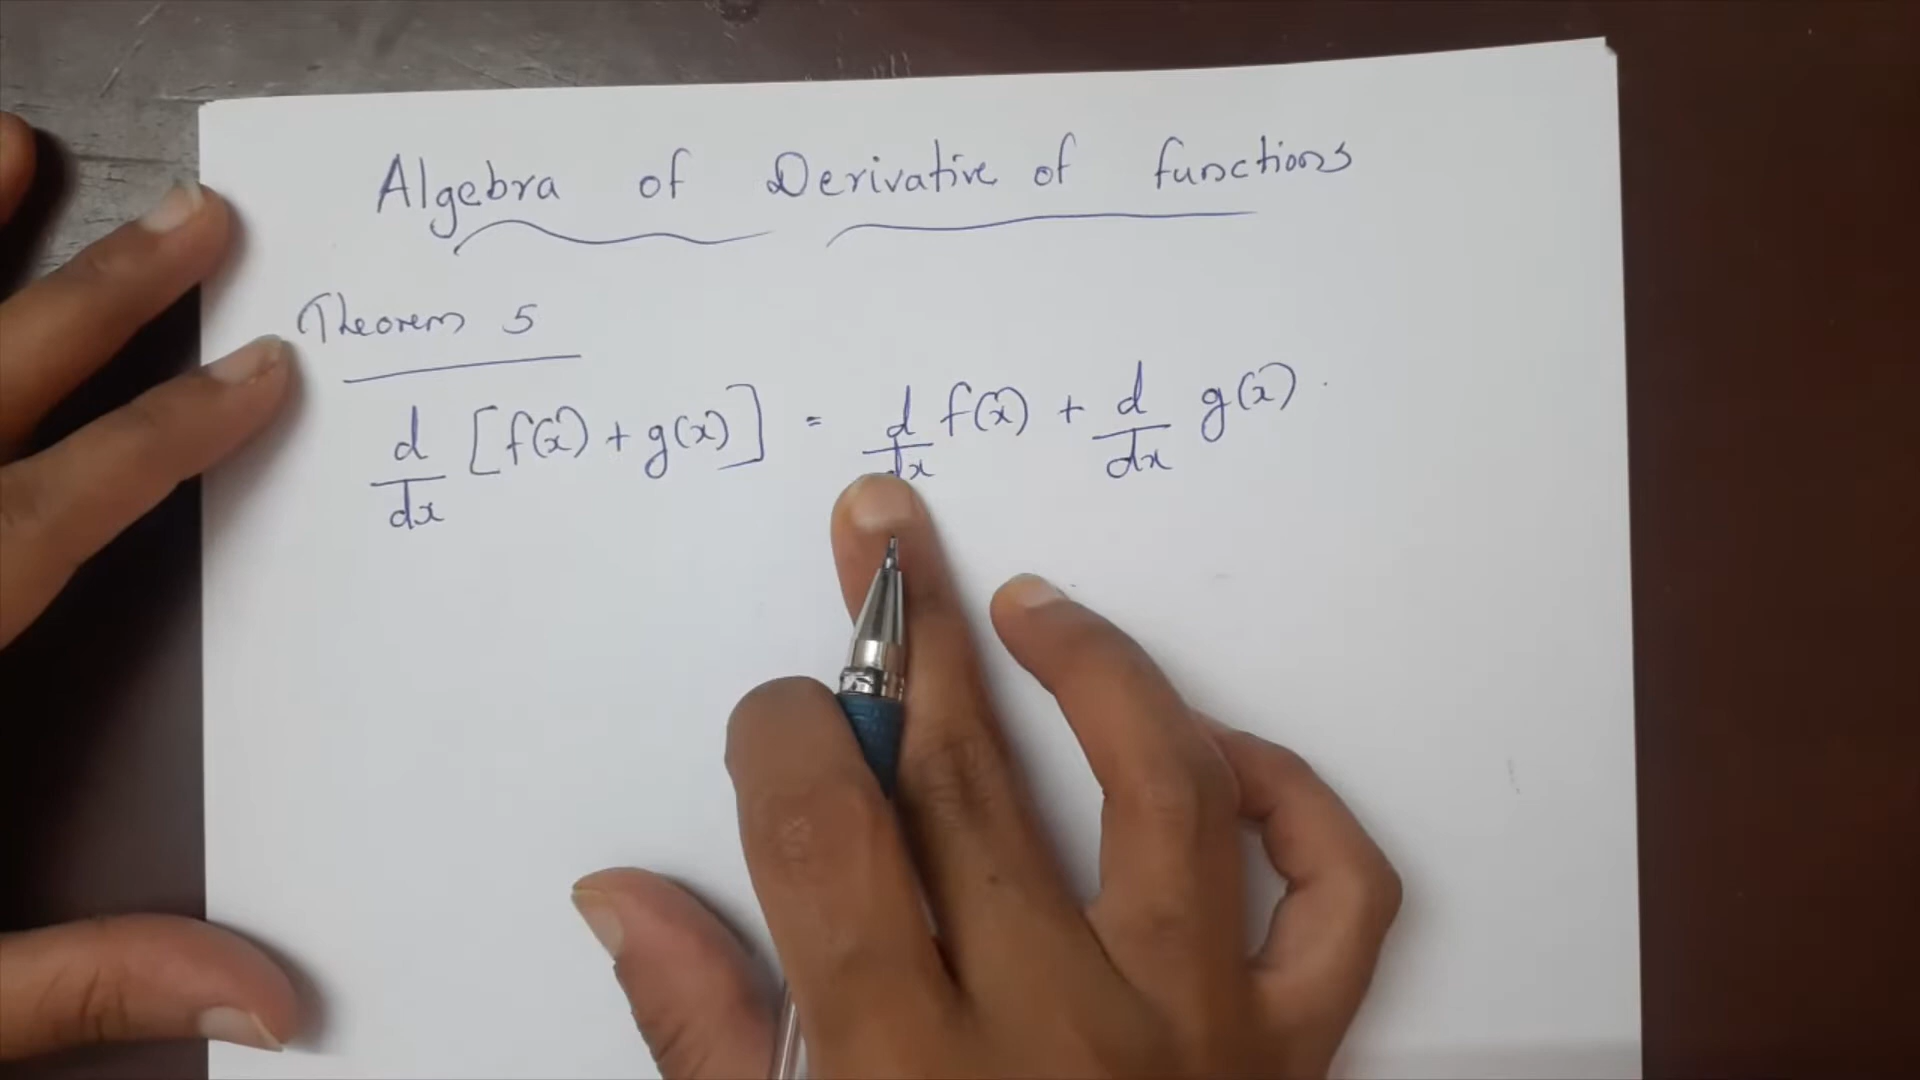 Algebra of Derivative of functions
Theorem 5
d/dx [f(x) + g(x)] = d/dx f(x) + d/dx g(x).